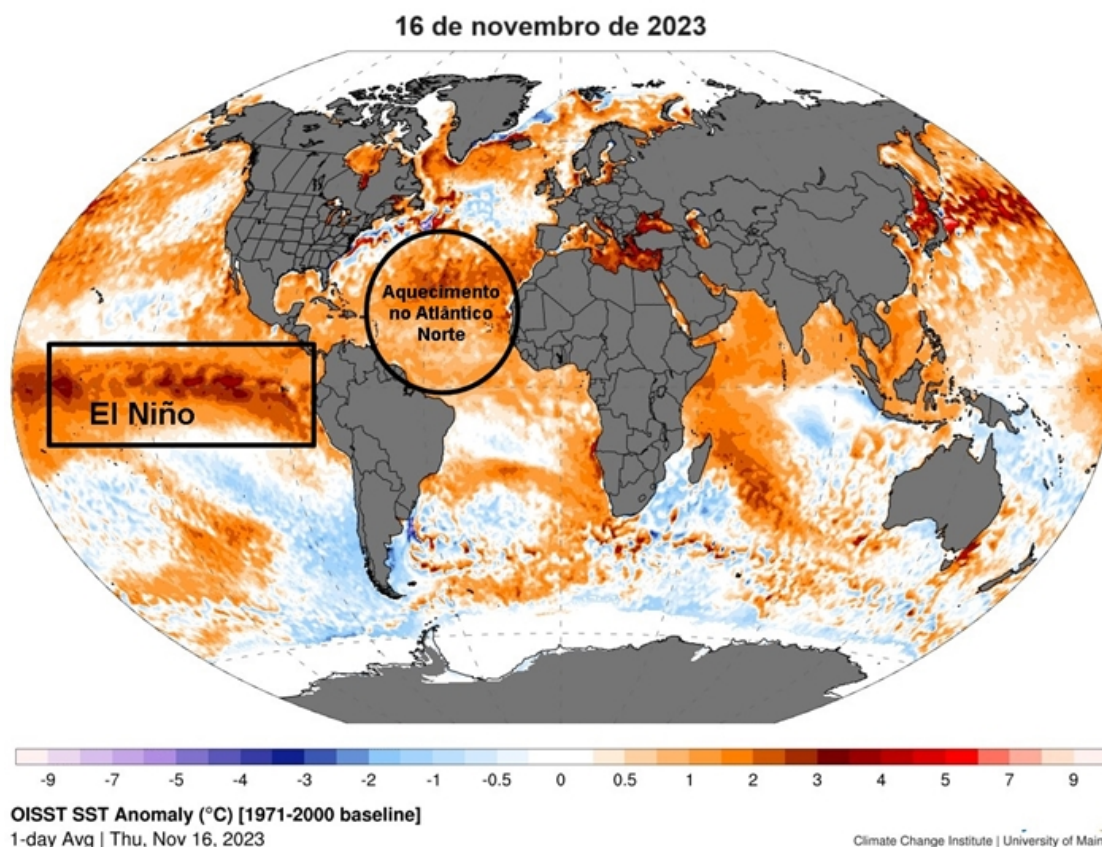 16 de novembro de 2023
Aquecimento
no Atlântico
Norte
El Niño
-9 -7 -5 -4 -3 -2 -1 -0.5 0 0.5 1 2 3 4 5 7 9
OISST SST Anomaly (°C) [1971-2000 baseline]
1-day Avg | Thu, Nov 16, 2023
Climate Change Institute | University of Main